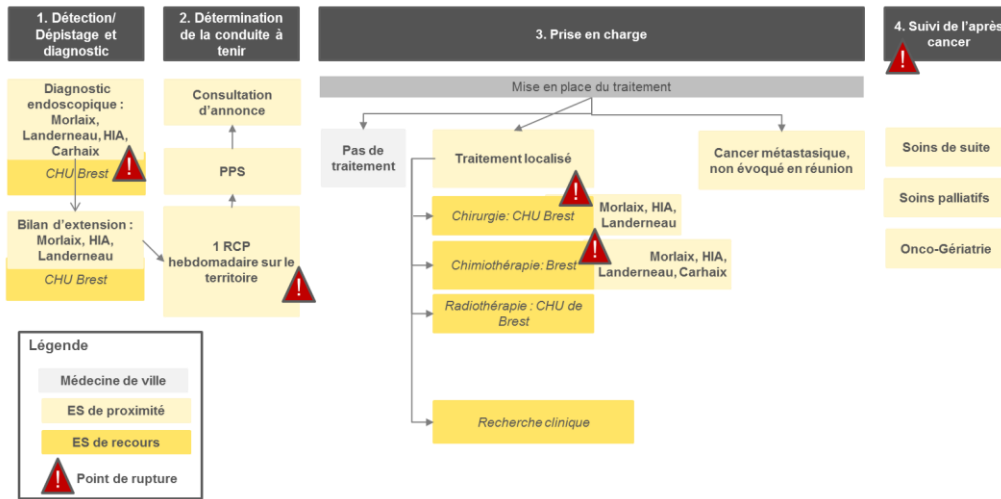 1. Détection/
Dépistage et
diagnostic
2. Détermination
de la conduite à
tenir
3. Prise en charge
4. Suivi de l'après
cancer
!
Diagnostic
endoscopique :
Morlaix,
Landerneau, HIA,
Carhaix
CHU Brest
!
Bilan d'extension :
Morlaix, HIA,
Landerneau
CHU Brest
Consultation
d'annonce
PPS
1 RCP
hebdomadaire sur le
territoire
!
Mise en place du traitement
Pas de
traitement
Traitement localisé
!
Chirurgie: CHU Brest
Morlaix, HIA,
Landerneau
!
Chimiothérapie: Brest
Morlaix, HIA,
Landerneau, Carhaix
Radiothérapie : CHU de
Brest
Recherche clinique
Cancer métastasique,
non évoqué en réunion
Soins de suite
Soins palliatifs
Onco-Gériatrie
Légende
Médecine de ville
ES de proximité
ES de recours
! Point de rupture